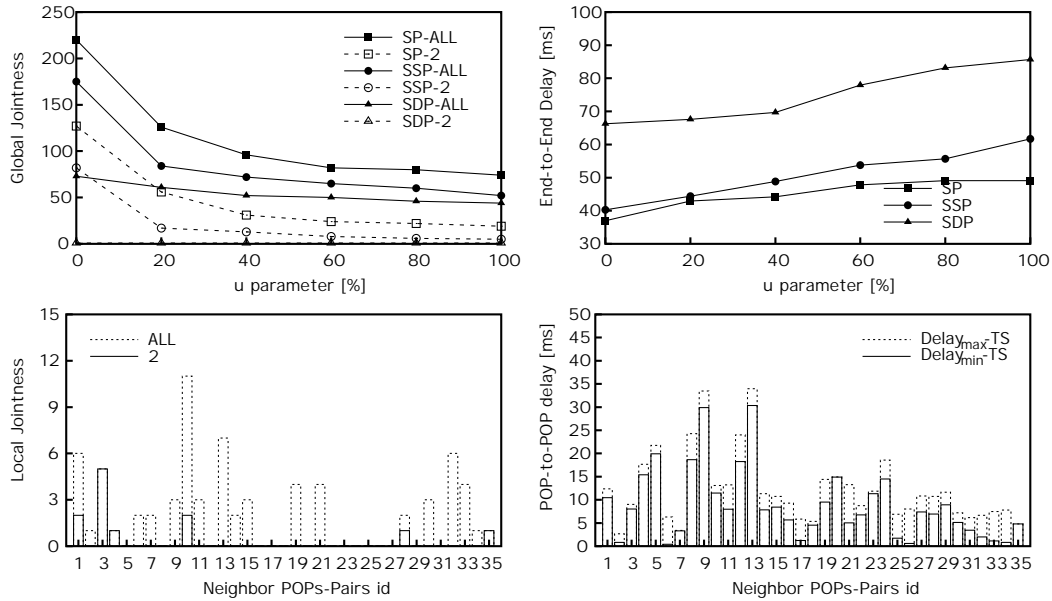 Global Jointness
250
200
150
100
50
0
0 20 40 60 80 100
u parameter [%]
SP-ALL
SP-2
SSP-ALL
SSP-2
SDP-ALL
SDP-2
End-to-End Delay [ms]
100
90
80
70
60
50
40
30
0 20 40 60 80 100
u parameter [%]
SP
SSP
SDP
Local Jointness
15
12
9
6
3
0
1 3 5 7 9 11 13 15 17 19 21 23 25 27 29 31 33 35
Neighbor POPs-Pairs id
ALL
2
POP-to-POP delay [ms]
50
45
40
35
30
25
20
15
10
5
0
1 3 5 7 9 11 13 15 17 19 21 23 25 27 29 31 33 35
Neighbor POPs-Pairs id
Delaymax-TS
Delaymin-TS